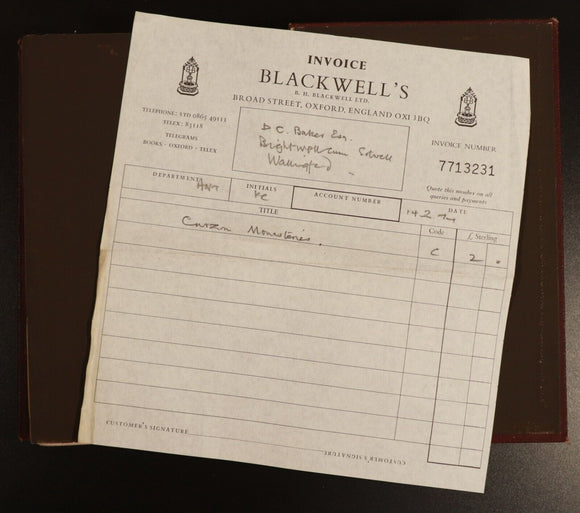 INVOICE
BLACKWELL'S
B. H. BLACKWELL LTD.
BROAD STREET, OXFORD, ENGLAND OX1 3BQ
TELEPHONE: STD 0865 49111
TELEX: 83118
TELEGRAMS
BOOKS · OXFORD · TELEX
D C. Baker Esq.
Brightwell cum Sotwell
Wallingford
INVOICE NUMBER
7713231
Quote this number on all
queries and payments
DEPARTMENT
INITIALS
ACCOUNT NUMBER
DATE
TITLE
Code
£ Sterling
Curzon Monasteries.
C
2
CUSTOMER'S SIGNATURE
CUSTOMER'S SIGNATURE